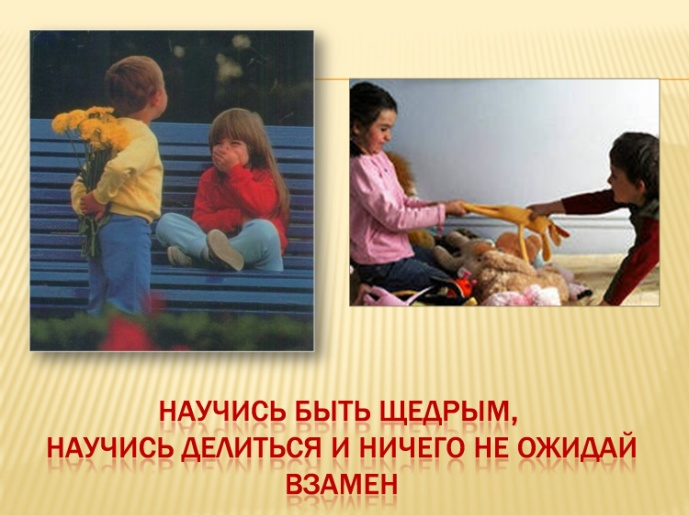 НАУЧИСЬ БЫТЬ ЩЕДРЫМ,
НАУЧИСЬ ДЕЛИТЬСЯ И НИЧЕГО НЕ ОЖИДАЙ
ВЗАМЕН